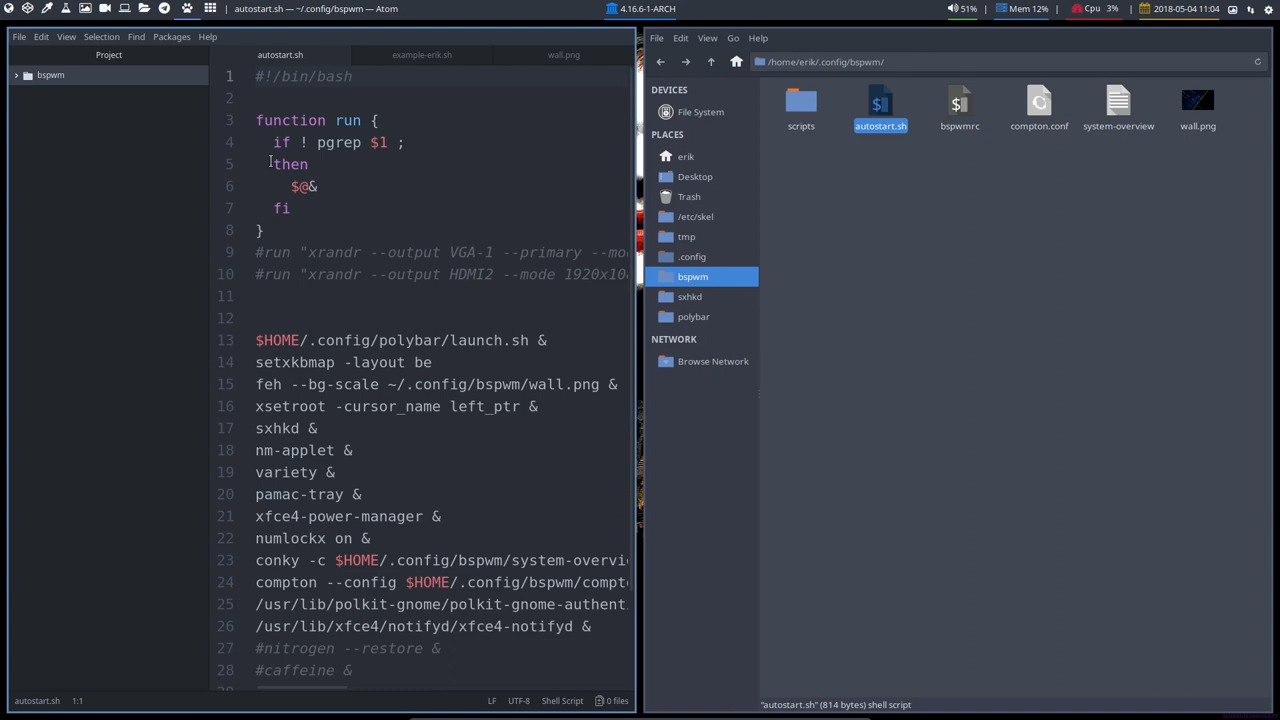 autostart.sh — ~/.config/bspwm — Atom
4.16.6-1-ARCH
51%
Mem 12%
Cpu 3%
2018-05-04 11:04
File Edit View Selection Find Packages Help
Project
autostart.sh
example-erik.sh
wall.png
bspwm
1 #!/bin/bash
2
3 function run {
4 if ! pgrep $1 ;
5 then
6 $@&
7 fi
8 }
9 #run "xrandr --output VGA-1 --primary --mo
10 #run "xrandr --output HDMI2 --mode 1920x10
11
12
13 $HOME/.config/polybar/launch.sh &
14 setxkbmap -layout be
15 feh --bg-scale ~/.config/bspwm/wall.png &
16 xsetroot -cursor_name left_ptr &
17 sxhkd &
18 nm-applet &
19 variety &
20 pamac-tray &
21 xfce4-power-manager &
22 numlockx on &
23 conky -c $HOME/.config/bspwm/system-overvi
24 compton --config $HOME/.config/bspwm/compt
25 /usr/lib/polkit-gnome/polkit-gnome-authent
26 /usr/lib/xfce4/notifyd/xfce4-notifyd &
27 #nitrogen --restore &
28 #caffeine &
autostart.sh 1:1
LF UTF-8 Shell Script 0 files
File Edit View Go Help
/home/erik/.config/bspwm/
DEVICES
File System
PLACES
erik
Desktop
Trash
/etc/skel
tmp
.config
bspwm
sxhkd
polybar
NETWORK
Browse Network
scripts
autostart.sh
bspwmrc
compton.conf
system-overview
wall.png
"autostart.sh" (814 bytes) shell script